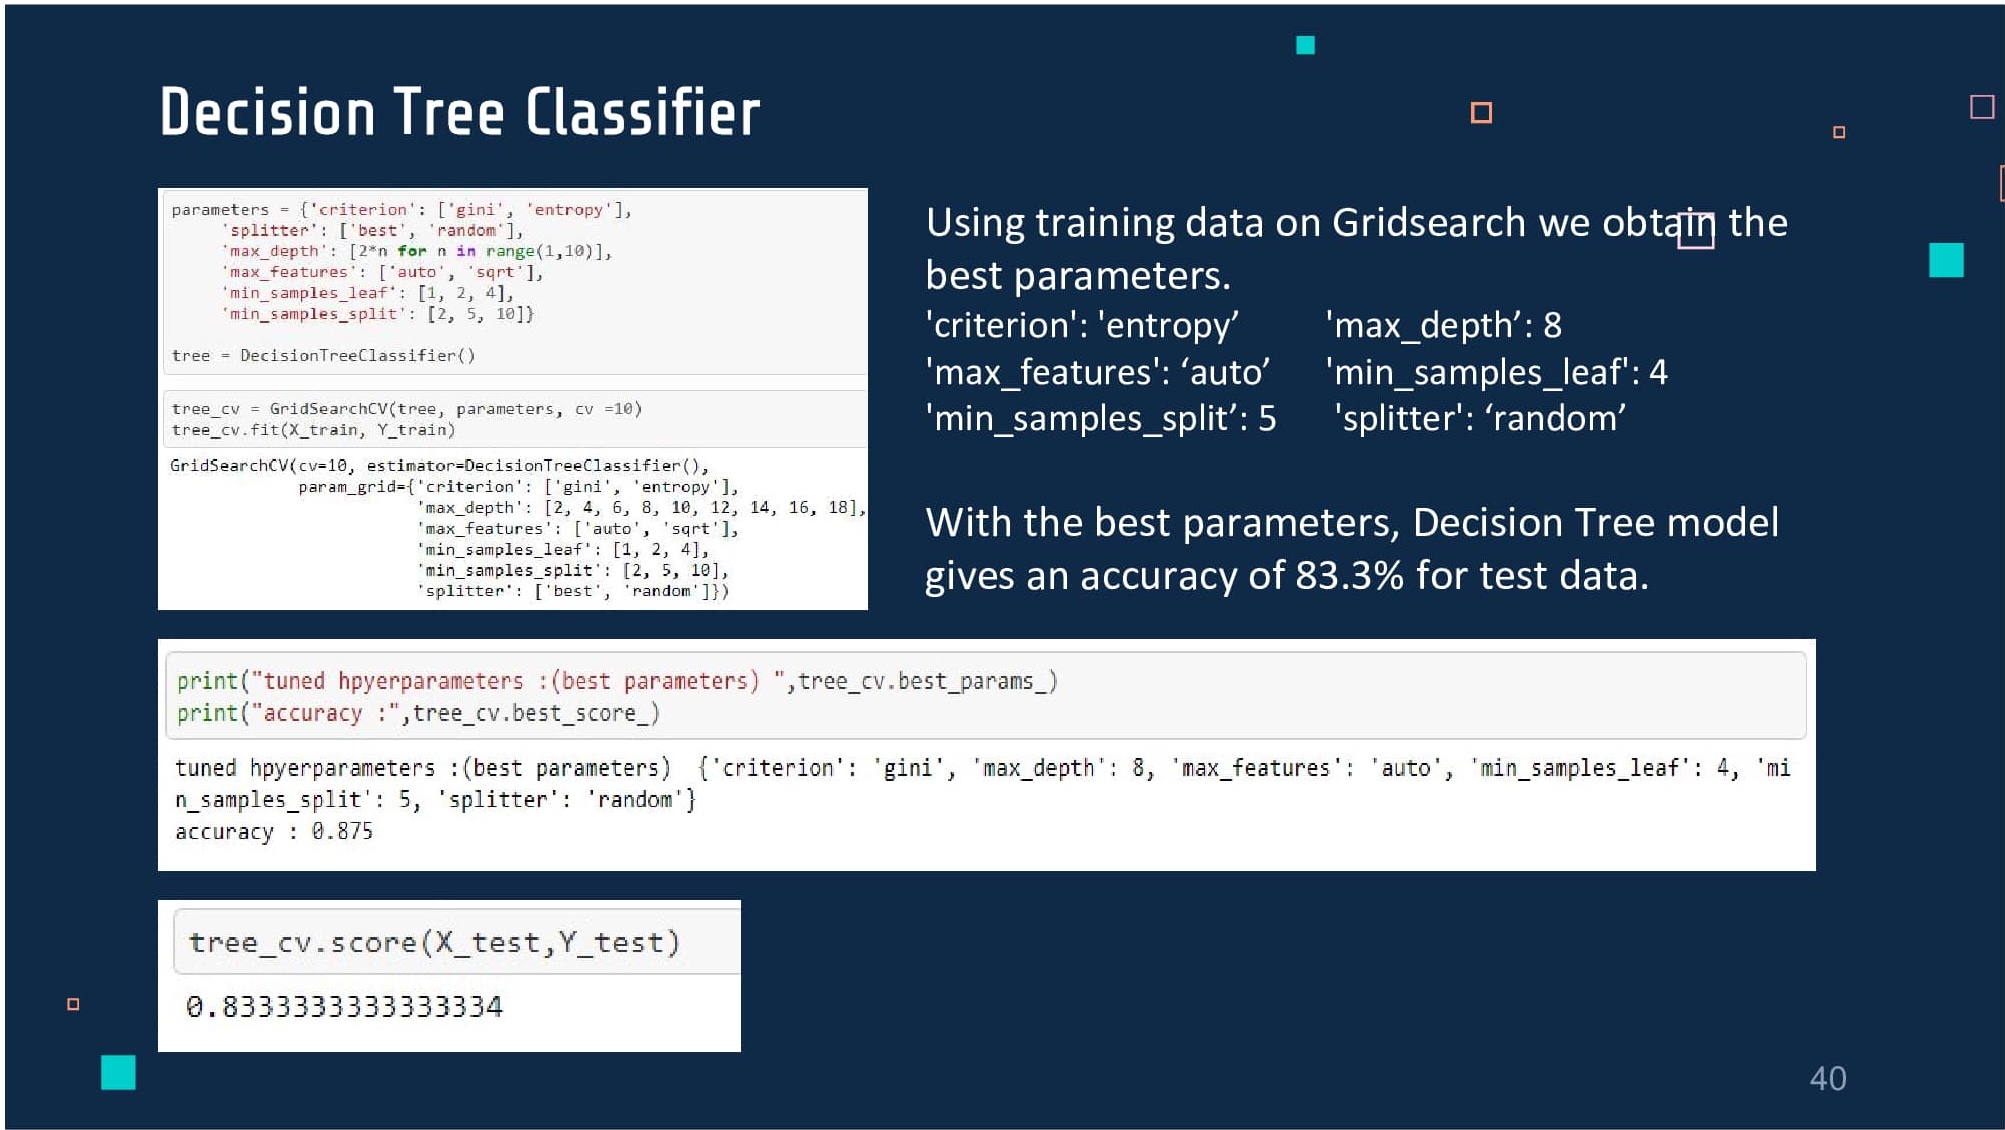 Decision Tree Classifier
parameters = {'criterion': ['gini', 'entropy'],
     'splitter': ['best', 'random'],
     'max_depth': [2*n for n in range(1,10)],
     'max_features': ['auto', 'sqrt'],
     'min_samples_leaf': [1, 2, 4],
     'min_samples_split': [2, 5, 10]}
tree = DecisionTreeClassifier()
tree_cv = GridSearchCV(tree, parameters, cv =10)
tree_cv.fit(X_train, Y_train)
GridSearchCV(cv=10, estimator=DecisionTreeClassifier(),
             param_grid={'criterion': ['gini', 'entropy'],
                         'max_depth': [2, 4, 6, 8, 10, 12, 14, 16, 18],
                         'max_features': ['auto', 'sqrt'],
                         'min_samples_leaf': [1, 2, 4],
                         'min_samples_split': [2, 5, 10],
                         'splitter': ['best', 'random']})
Using training data on Gridsearch we obtain the
best parameters.
'criterion': 'entropy’ 'max_depth’: 8
'max_features': ‘auto’ 'min_samples_leaf': 4
'min_samples_split’: 5 'splitter': ‘random’
With the best parameters, Decision Tree model
gives an accuracy of 83.3% for test data.
print("tuned hpyerparameters :(best parameters) ",tree_cv.best_params_)
print("accuracy :",tree_cv.best_score_)
tuned hpyerparameters :(best parameters)  {'criterion': 'gini', 'max_depth': 8, 'max_features': 'auto', 'min_samples_leaf': 4, 'mi
n_samples_split': 5, 'splitter': 'random'}
accuracy : 0.875
tree_cv.score(X_test,Y_test)
0.8333333333333334
40